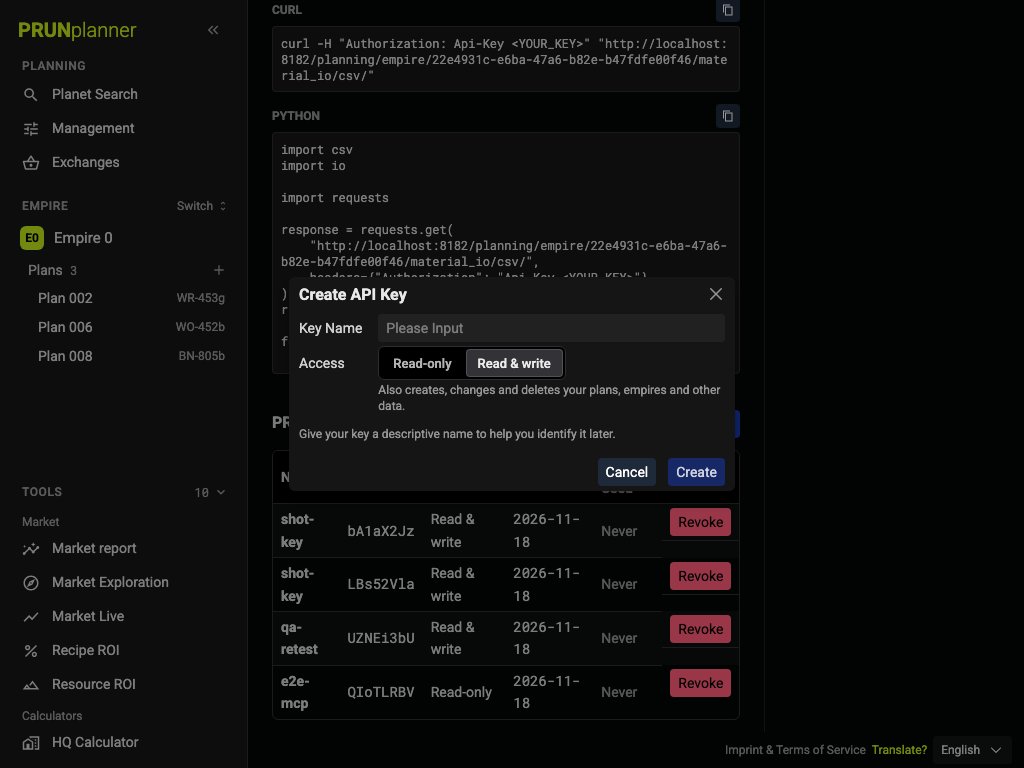 PRUNplanner
PLANNING
Planet Search
Management
Exchanges
EMPIRE
Switch
E0
Empire 0
Plans 3
Plan 002 WR-453g
Plan 006 WO-452b
Plan 008 BN-805b
TOOLS 10
Market
Market report
Market Exploration
Market Live
Recipe ROI
Resource ROI
Calculators
HQ Calculator
CURL
curl -H "Authorization: Api-Key <YOUR_KEY>" "http://localhost:
8182/planning/empire/22e4931c-e6ba-47a6-b82e-b47fdfe00f46/mate
rial_io/csv/"
PYTHON
import csv
import io
import requests
response = requests.get(
"http://localhost:8182/planning/empire/22e4931c-e6ba-47a6-
b82e-b47fdfe00f46/material_io/csv/",
headers={"Authorization": "Api-Key <YOUR_KEY>"}
)
r
f
Create API Key
Key Name Please Input
Access Read-only Read & write
Also creates, changes and deletes your plans, empires and other
data.
Give your key a descriptive name to help you identify it later.
Cancel Create
PR
N
shot-
key
bA1aX2Jz
Read &
write
2026-11-
18
Never
Revoke
shot-
key
LBs52Vla
Read &
write
2026-11-
18
Never
Revoke
qa-
retest
UZNEi3bU
Read &
write
2026-11-
18
Never
Revoke
e2e-
mcp
QIoTLRBV
Read-only
2026-11-
18
Never
Revoke
Imprint & Terms of Service Translate? English